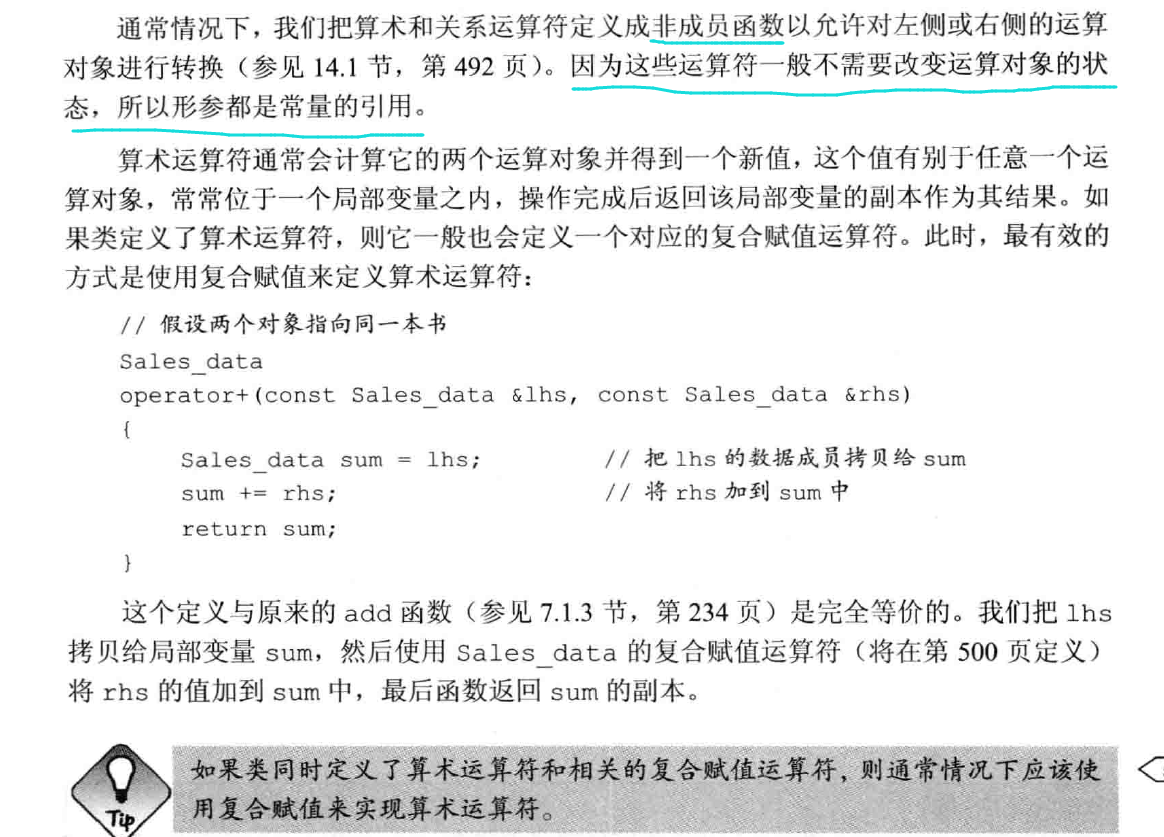 通常情况下，我们把算术和关系运算符定义成非成员函数以允许对左侧或右侧的运算
对象进行转换（参见 14.1 节，第 492 页）。因为这些运算符一般不需要改变运算对象的状
态，所以形参都是常量的引用。
算术运算符通常会计算它的两个运算对象并得到一个新值，这个值有别于任意一个运
算对象，常常位于一个局部变量之内，操作完成后返回该局部变量的副本作为其结果。如
果类定义了算术运算符，则它一般也会定义一个对应的复合赋值运算符。此时，最有效的
方式是使用复合赋值来定义算术运算符：
// 假设两个对象指向同一本书
Sales_data
operator+(const Sales_data &lhs, const Sales_data &rhs)
{
Sales_data sum = lhs; // 把 lhs 的数据成员拷贝给 sum
sum += rhs; // 将 rhs 加到 sum 中
return sum;
}
这个定义与原来的 add 函数（参见 7.1.3 节，第 234 页）是完全等价的。我们把 lhs
拷贝给局部变量 sum，然后使用 Sales_data 的复合赋值运算符（将在第 500 页定义）
将 rhs 的值加到 sum 中，最后函数返回 sum 的副本。
如果类同时定义了算术运算符和相关的复合赋值运算符，则通常情况下应该使
用复合赋值来实现算术运算符。
Tip